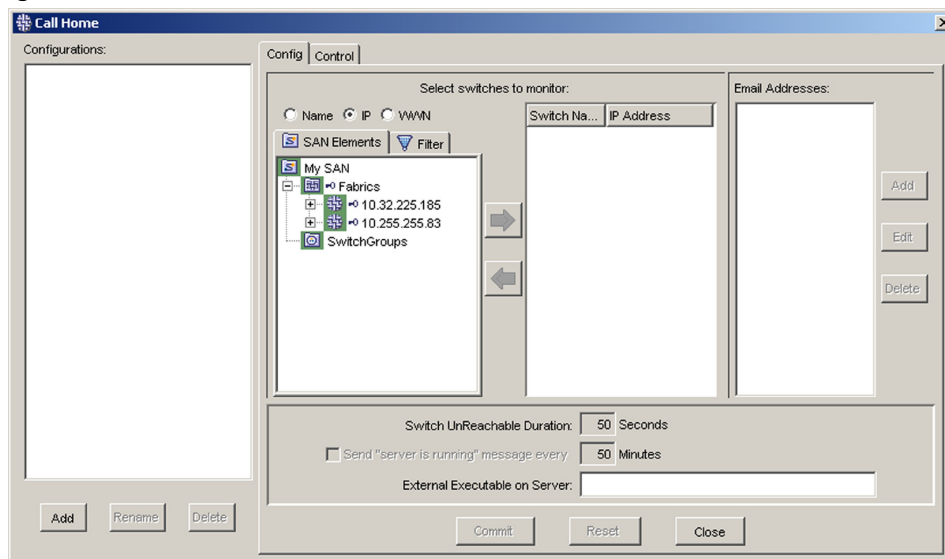 Call Home
Configurations:
Config Control
Select switches to monitor:
Email Addresses:
Name IP WWN
Switch Na... IP Address
SAN Elements Filter
My SAN
Fabrics
10.32.225.185
10.255.255.83
SwitchGroups
Add
Edit
Delete
Switch UnReachable Duration: 50 Seconds
Send "server is running" message every 50 Minutes
External Executable on Server:
Add Rename Delete
Commit Reset Close